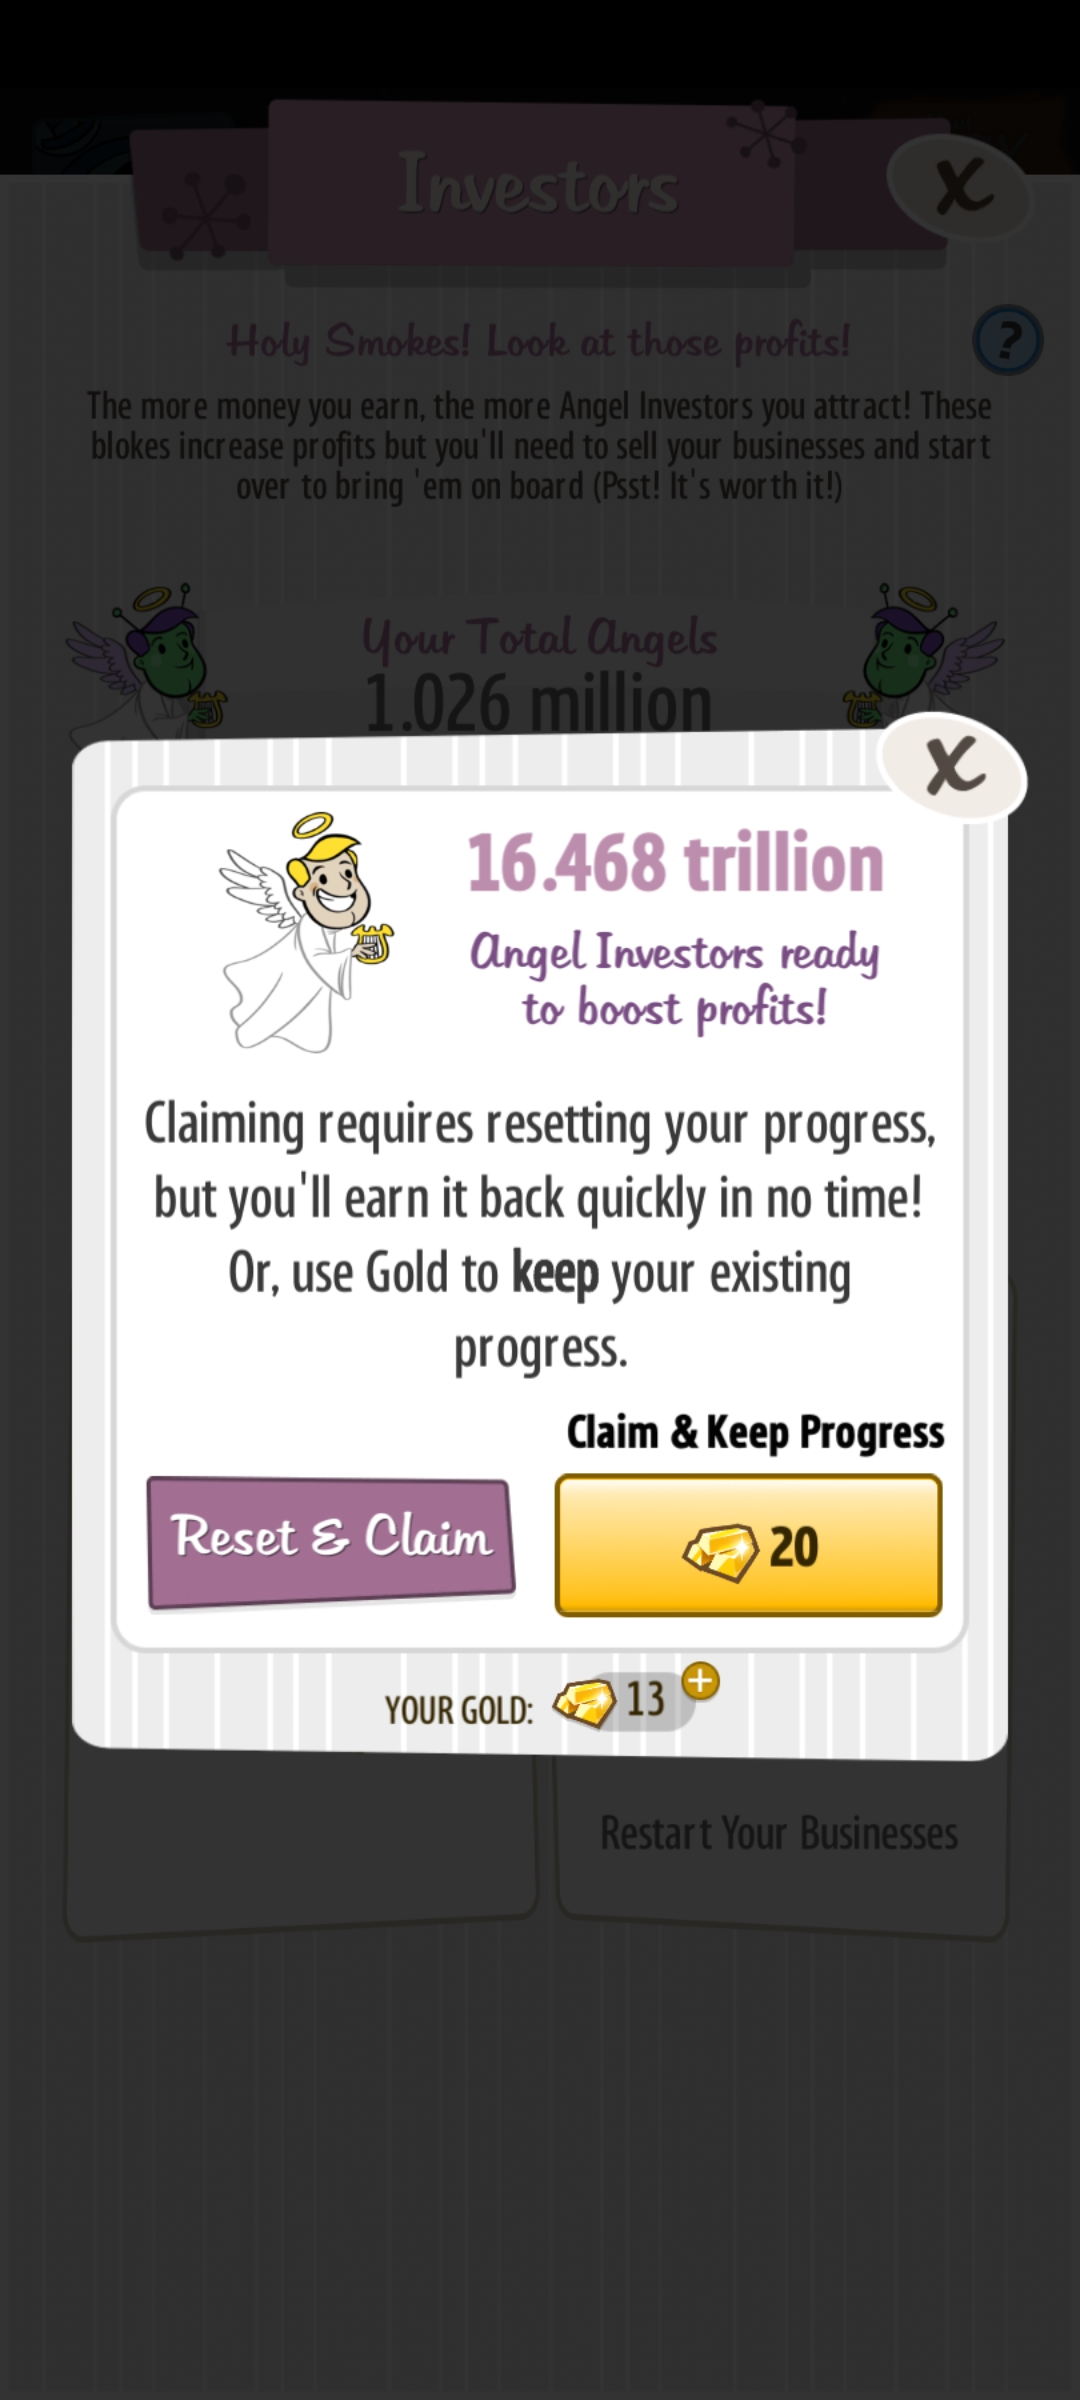 Investors
X
Holy Smokes! Look at those profits!
?
The more money you earn, the more Angel Investors you attract! These
blokes increase profits but you'll need to sell your businesses and start
over to bring 'em on board (Psst! It's worth it!)
Your Total Angels
1.026 million
X
16.468 trillion
Angel Investors ready
to boost profits!
Claiming requires resetting your progress,
but you'll earn it back quickly in no time!
Or, use Gold to keep your existing
progress.
Claim & Keep Progress
Reset & Claim
20
YOUR GOLD: 13 +
Restart Your Businesses